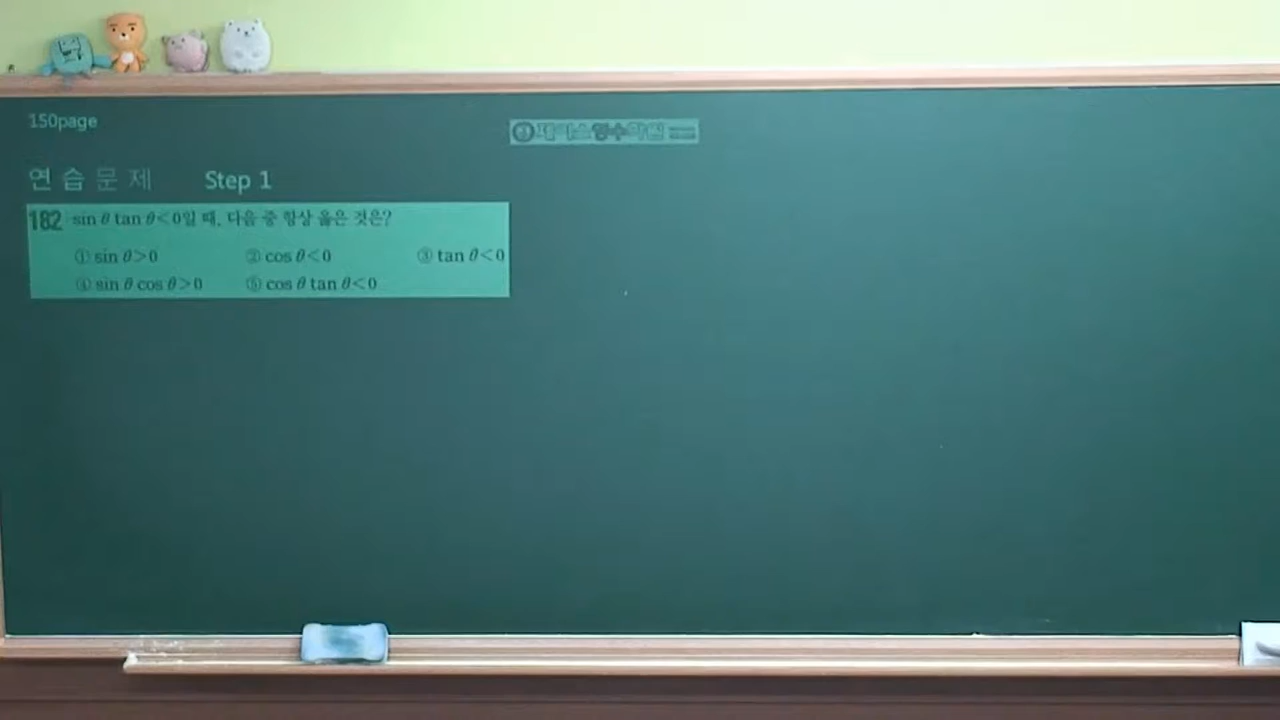 150page
연 습 문 제 Step 1
182 sin θ tan θ<0일 때, 다음 중 항상 옳은 것은?
① sin θ>0 ② cos θ<0 ③ tan θ<0
④ sin θ cos θ>0 ⑤ cos θ tan θ<0